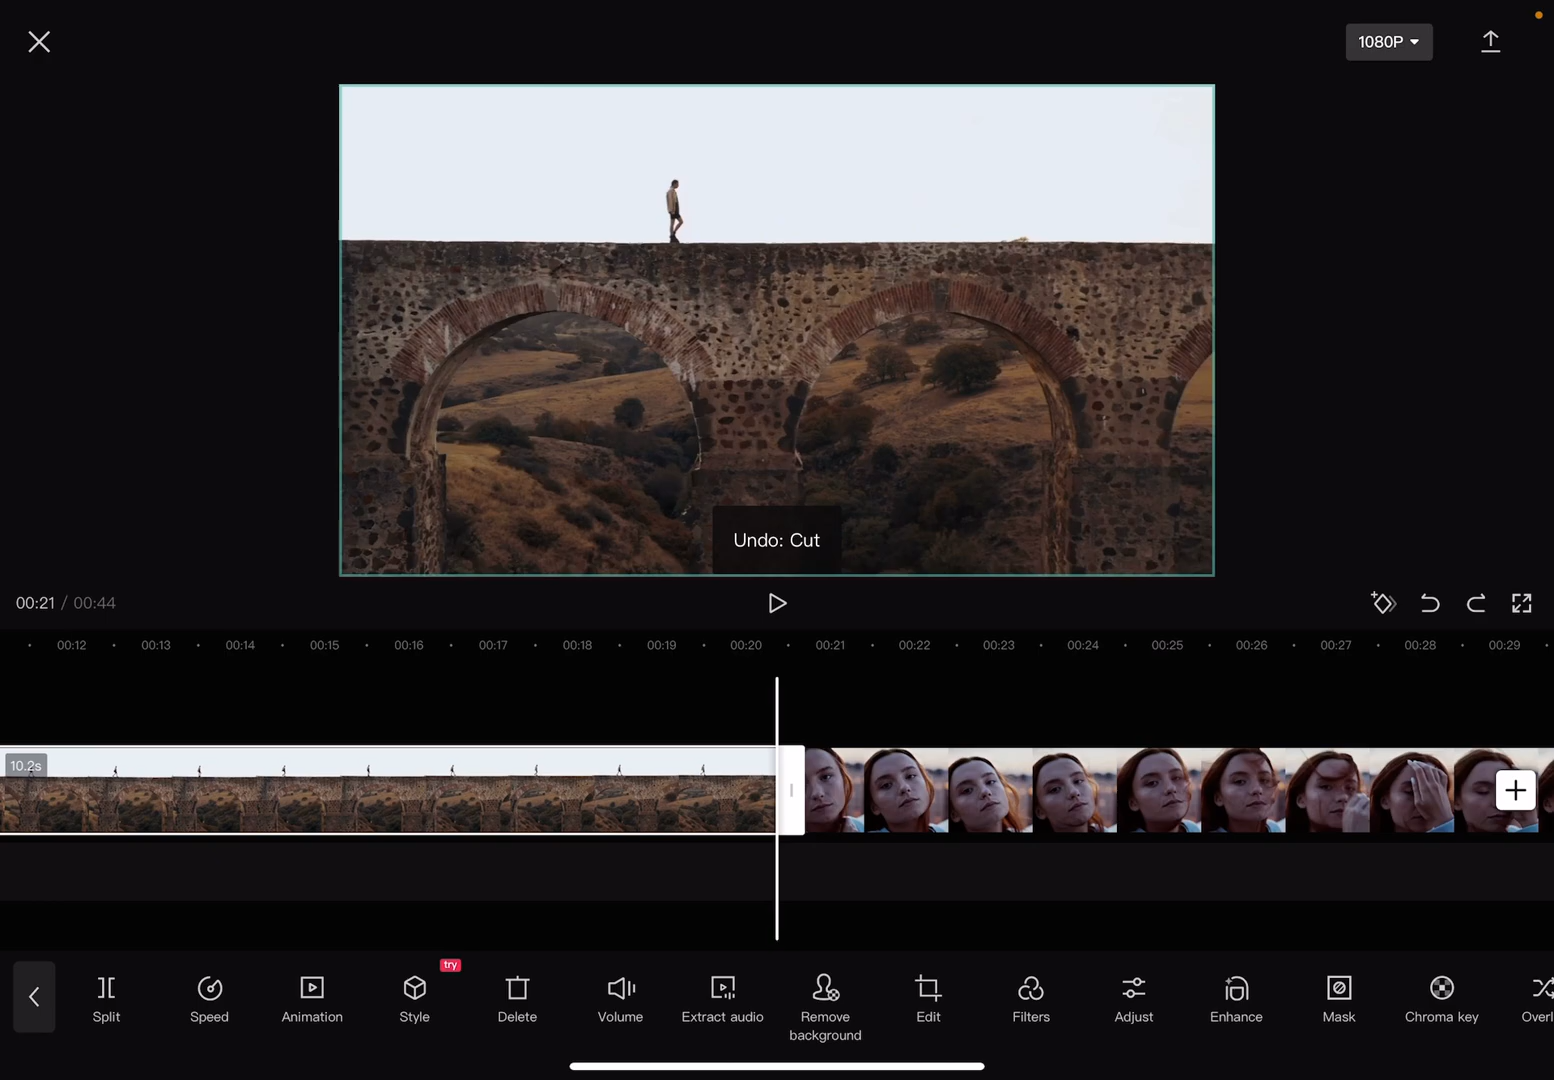 1080P
Undo: Cut
00:21 / 00:44
00:12 00:13 00:14 00:15 00:16 00:17 00:18 00:19 00:20 00:21 00:22 00:23 00:24 00:25 00:26 00:27 00:28 00:29
10.2s
try
Split
Speed
Animation
Style
Delete
Volume
Extract audio
Remove
background
Edit
Filters
Adjust
Enhance
Mask
Chroma key
Overl